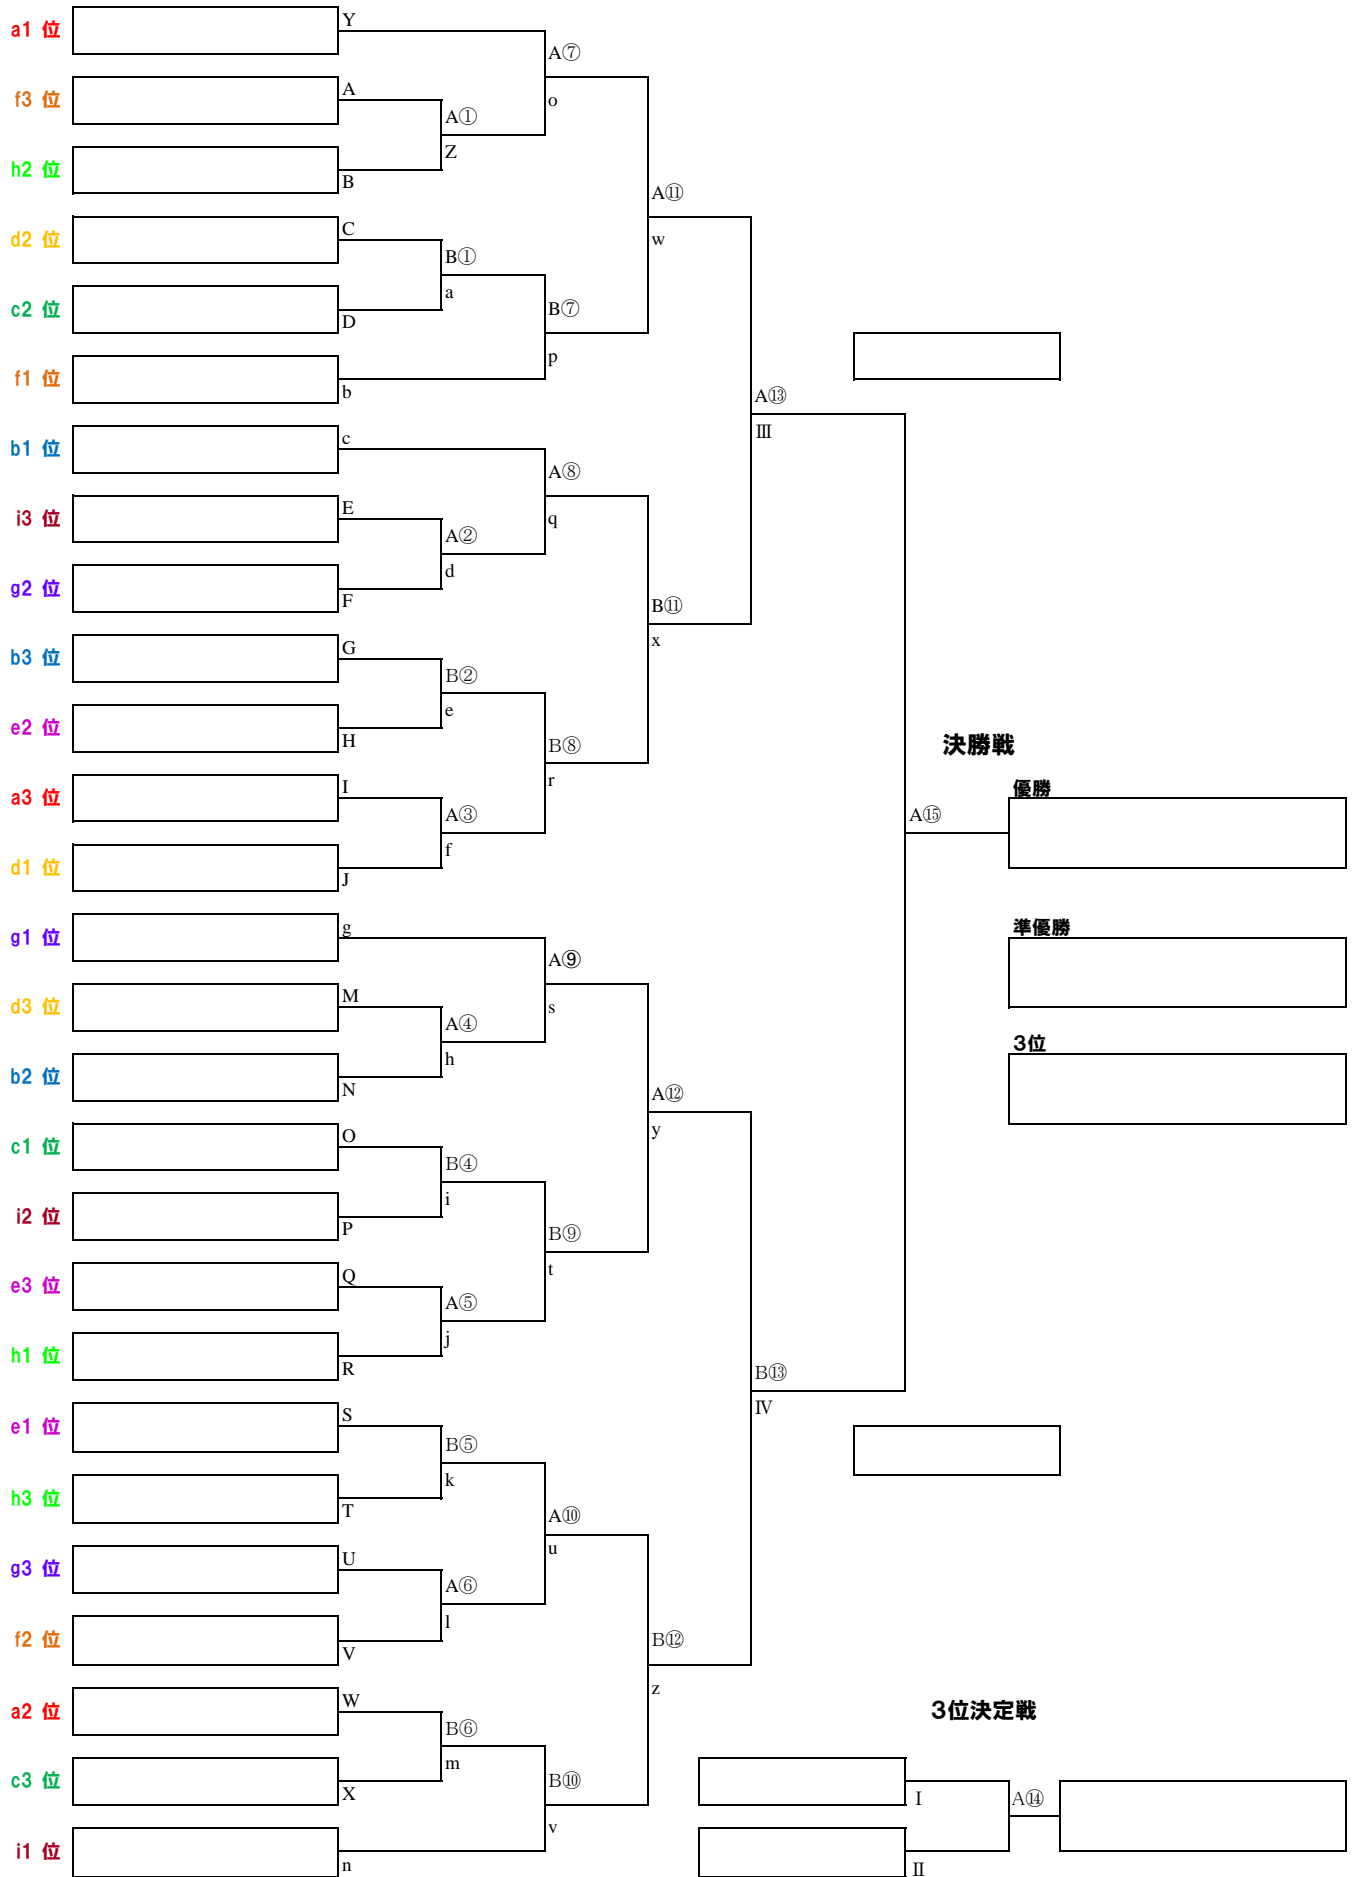 a1 位
Y
A⑦
f3 位
A
o
A①
Z
h2 位
B
A⑪
d2 位
C
w
B①
a
c2 位
D
B⑦
p
f1 位
b
A⑬
Ⅲ
b1 位
c
A⑧
i3 位
E
q
A②
d
g2 位
F
B⑪
x
b3 位
G
B②
e
e2 位
H
B⑧
決勝戦
r
a3 位
I
優勝
A③
A⑮
f
d1 位
J
g1 位
g
準優勝
A⑨
d3 位
M
s
A④
3位
h
b2 位
N
A⑫
y
c1 位
O
B④
i
i2 位
P
B⑨
t
e3 位
Q
A⑤
j
h1 位
R
B⑬
Ⅳ
e1 位
S
B⑤
k
h3 位
T
A⑩
u
g3 位
U
A⑥
l
f2 位
V
B⑫
z
a2 位
W
3位決定戦
B⑥
m
c3 位
X
B⑩
Ⅰ
A⑭
v
i1 位
n
Ⅱ